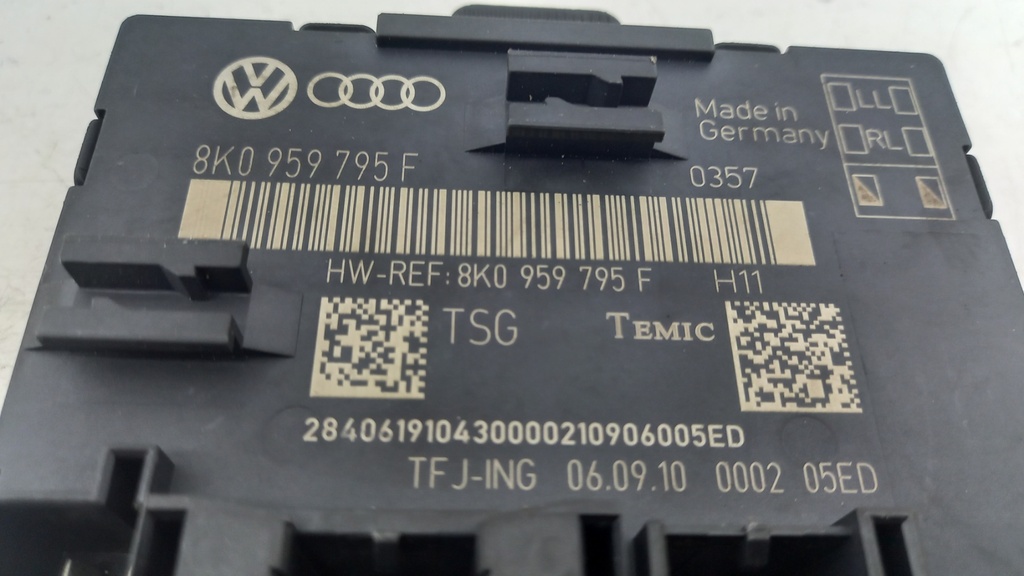 Made in
Germany
LL
RL
8K0 959 795 F
0357
HW-REF: 8K0 959 795 F H11
TSG
TEMIC
284061910430000210906005ED
TFJ-ING 06.09.10 0002 05ED